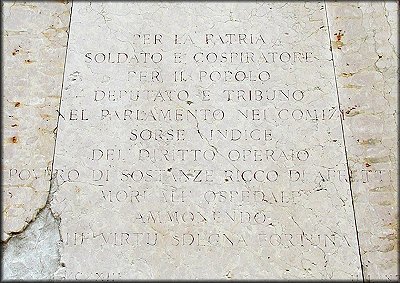 PER LA PATRIA
SOLDATO E COSPIRATORE
PER IL POPOLO
DEPUTATO E TRIBUNO
NEL PARLAMENTO NEI COMIZI
SORSE VINDICE
DEL DIRITTO OPERAIO
POVERO DI SOSTANZE RICCO DI AFFETTI
MORÌ ALL' OSPEDALE
AMMONENDO
CHE VIRTÙ SDEGNA FORTUNA